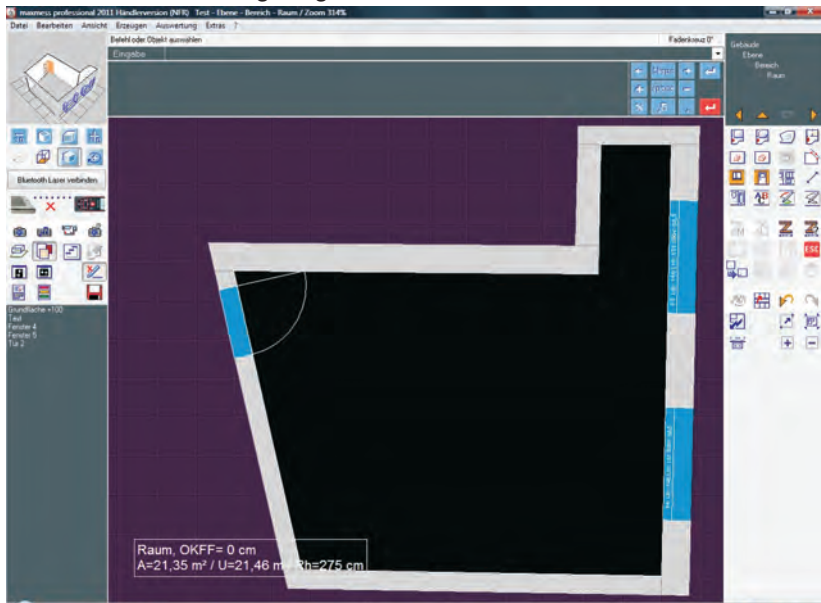 maxmess professional 2011 Händlerversion (NFR) Test - Ebene - Bereich - Raum / Zoom 314%
Datei Bearbeiten Ansicht Erzeugen Auswertung Extras ?
Befehl oder Objekt auswählen
Fadenkreuz 0°
Eingabe
Gebäude
Ebene
Bereich
Raum
Bluetooth Lazer verbinden
ESC
Grundfläche +100
Text
Fenster 4
Fenster 5
Tür 2
Raum, OKFF= 0 cm
A=21,35 m² / U=21,46 m / Rh=275 cm